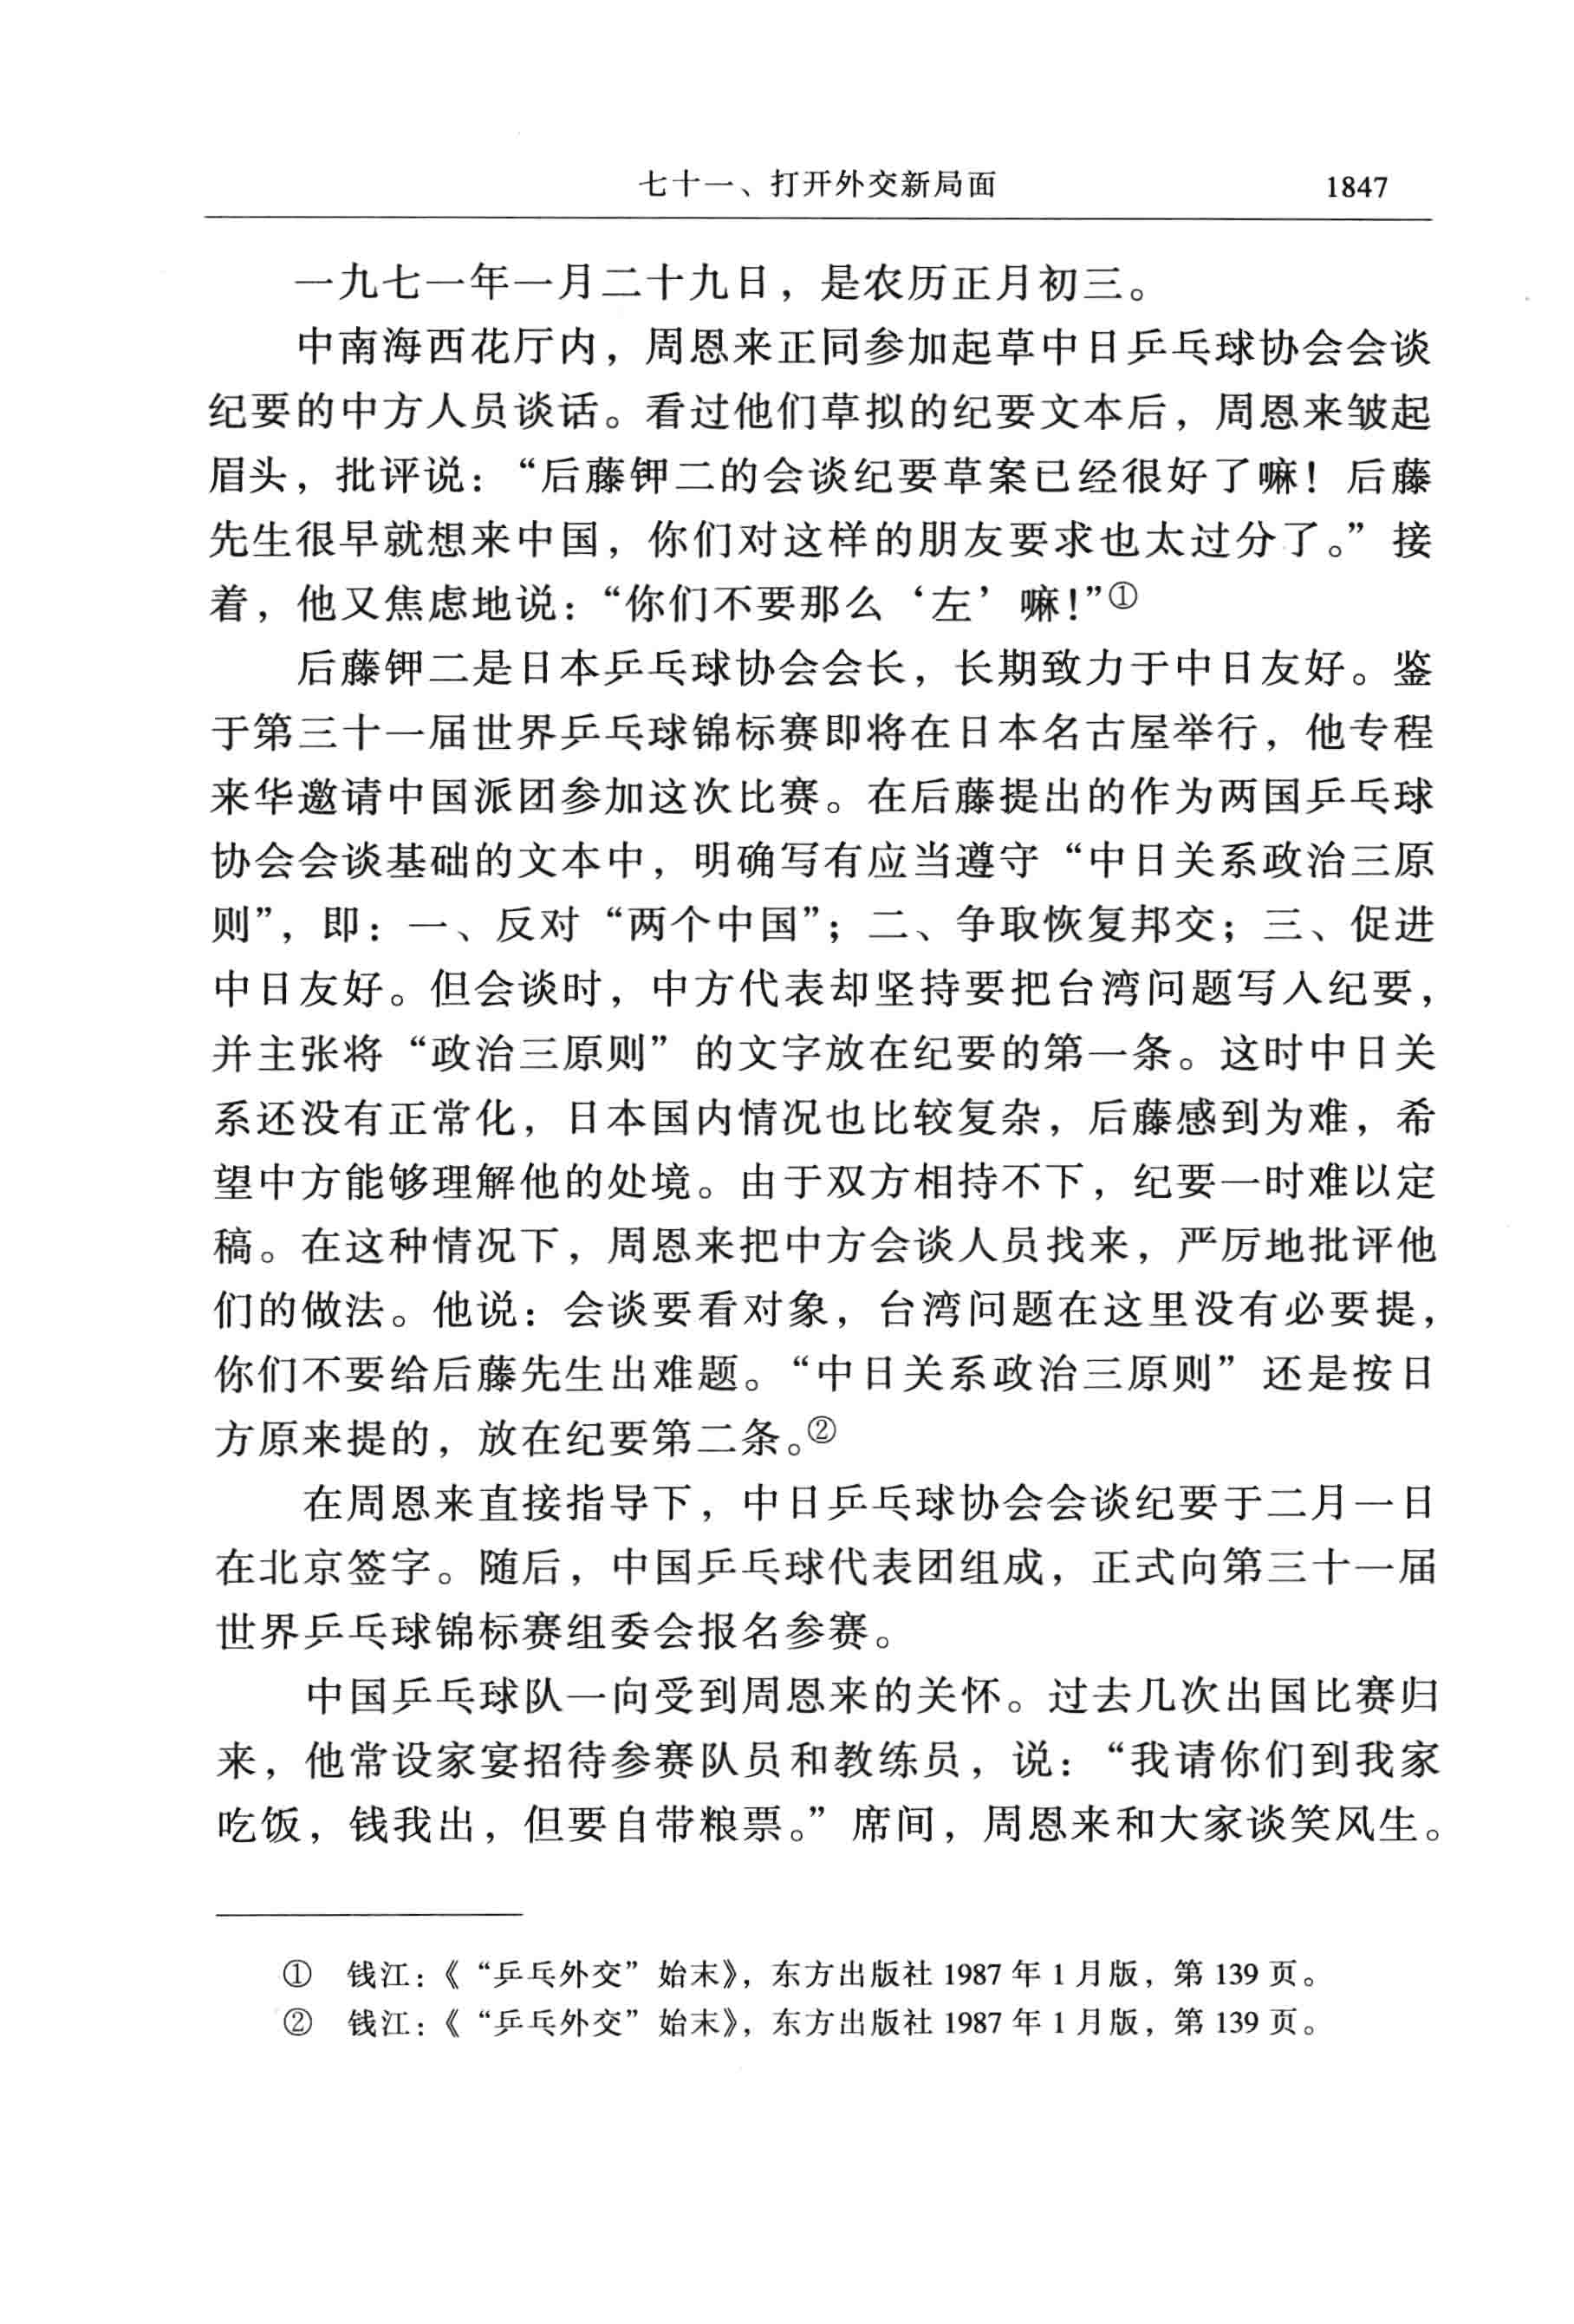 七十一、打开外交新局面 1847
一九七一年一月二十九日，是农历正月初三。
中南海西花厅内，周恩来正同参加起草中日乒乓球协会会谈
纪要的中方人员谈话。看过他们草拟的纪要文本后，周恩来皱起
眉头，批评说：“后藤钾二的会谈纪要草案已经很好了嘛！后藤
先生很早就想来中国，你们对这样的朋友要求也太过分了。”接
着，他又焦虑地说：“你们不要那么‘左’嘛！”①
后藤钾二是日本乒乓球协会会长，长期致力于中日友好。鉴
于第三十一届世界乒乓球锦标赛即将在日本名古屋举行，他专程
来华邀请中国派团参加这次比赛。在后藤提出的作为两国乒乓球
协会会谈基础的文本中，明确写有应当遵守“中日关系政治三原
则”，即：一、反对“两个中国”；二、争取恢复邦交；三、促进
中日友好。但会谈时，中方代表却坚持要把台湾问题写入纪要，
并主张将“政治三原则”的文字放在纪要的第一条。这时中日关
系还没有正常化，日本国内情况也比较复杂，后藤感到为难，希
望中方能够理解他的处境。由于双方相持不下，纪要一时难以定
稿。在这种情况下，周恩来把中方会谈人员找来，严厉地批评他
们的做法。他说：会谈要看对象，台湾问题在这里没有必要提，
你们不要给后藤先生出难题。“中日关系政治三原则”还是按日
方原来提的，放在纪要第二条。②
在周恩来直接指导下，中日乒乓球协会会谈纪要于二月一日
在北京签字。随后，中国乒乓球代表团组成，正式向第三十一届
世界乒乓球锦标赛组委会报名参赛。
中国乒乓球队一向受到周恩来的关怀。过去几次出国比赛归
来，他常设家宴招待参赛队员和教练员，说：“我请你们到我家
吃饭，钱我出，但要自带粮票。”席间，周恩来和大家谈笑风生。
① 钱江：《“乒乓外交”始末》，东方出版社 1987 年 1 月版，第 139 页。
② 钱江：《“乒乓外交”始末》，东方出版社 1987 年 1 月版，第 139 页。